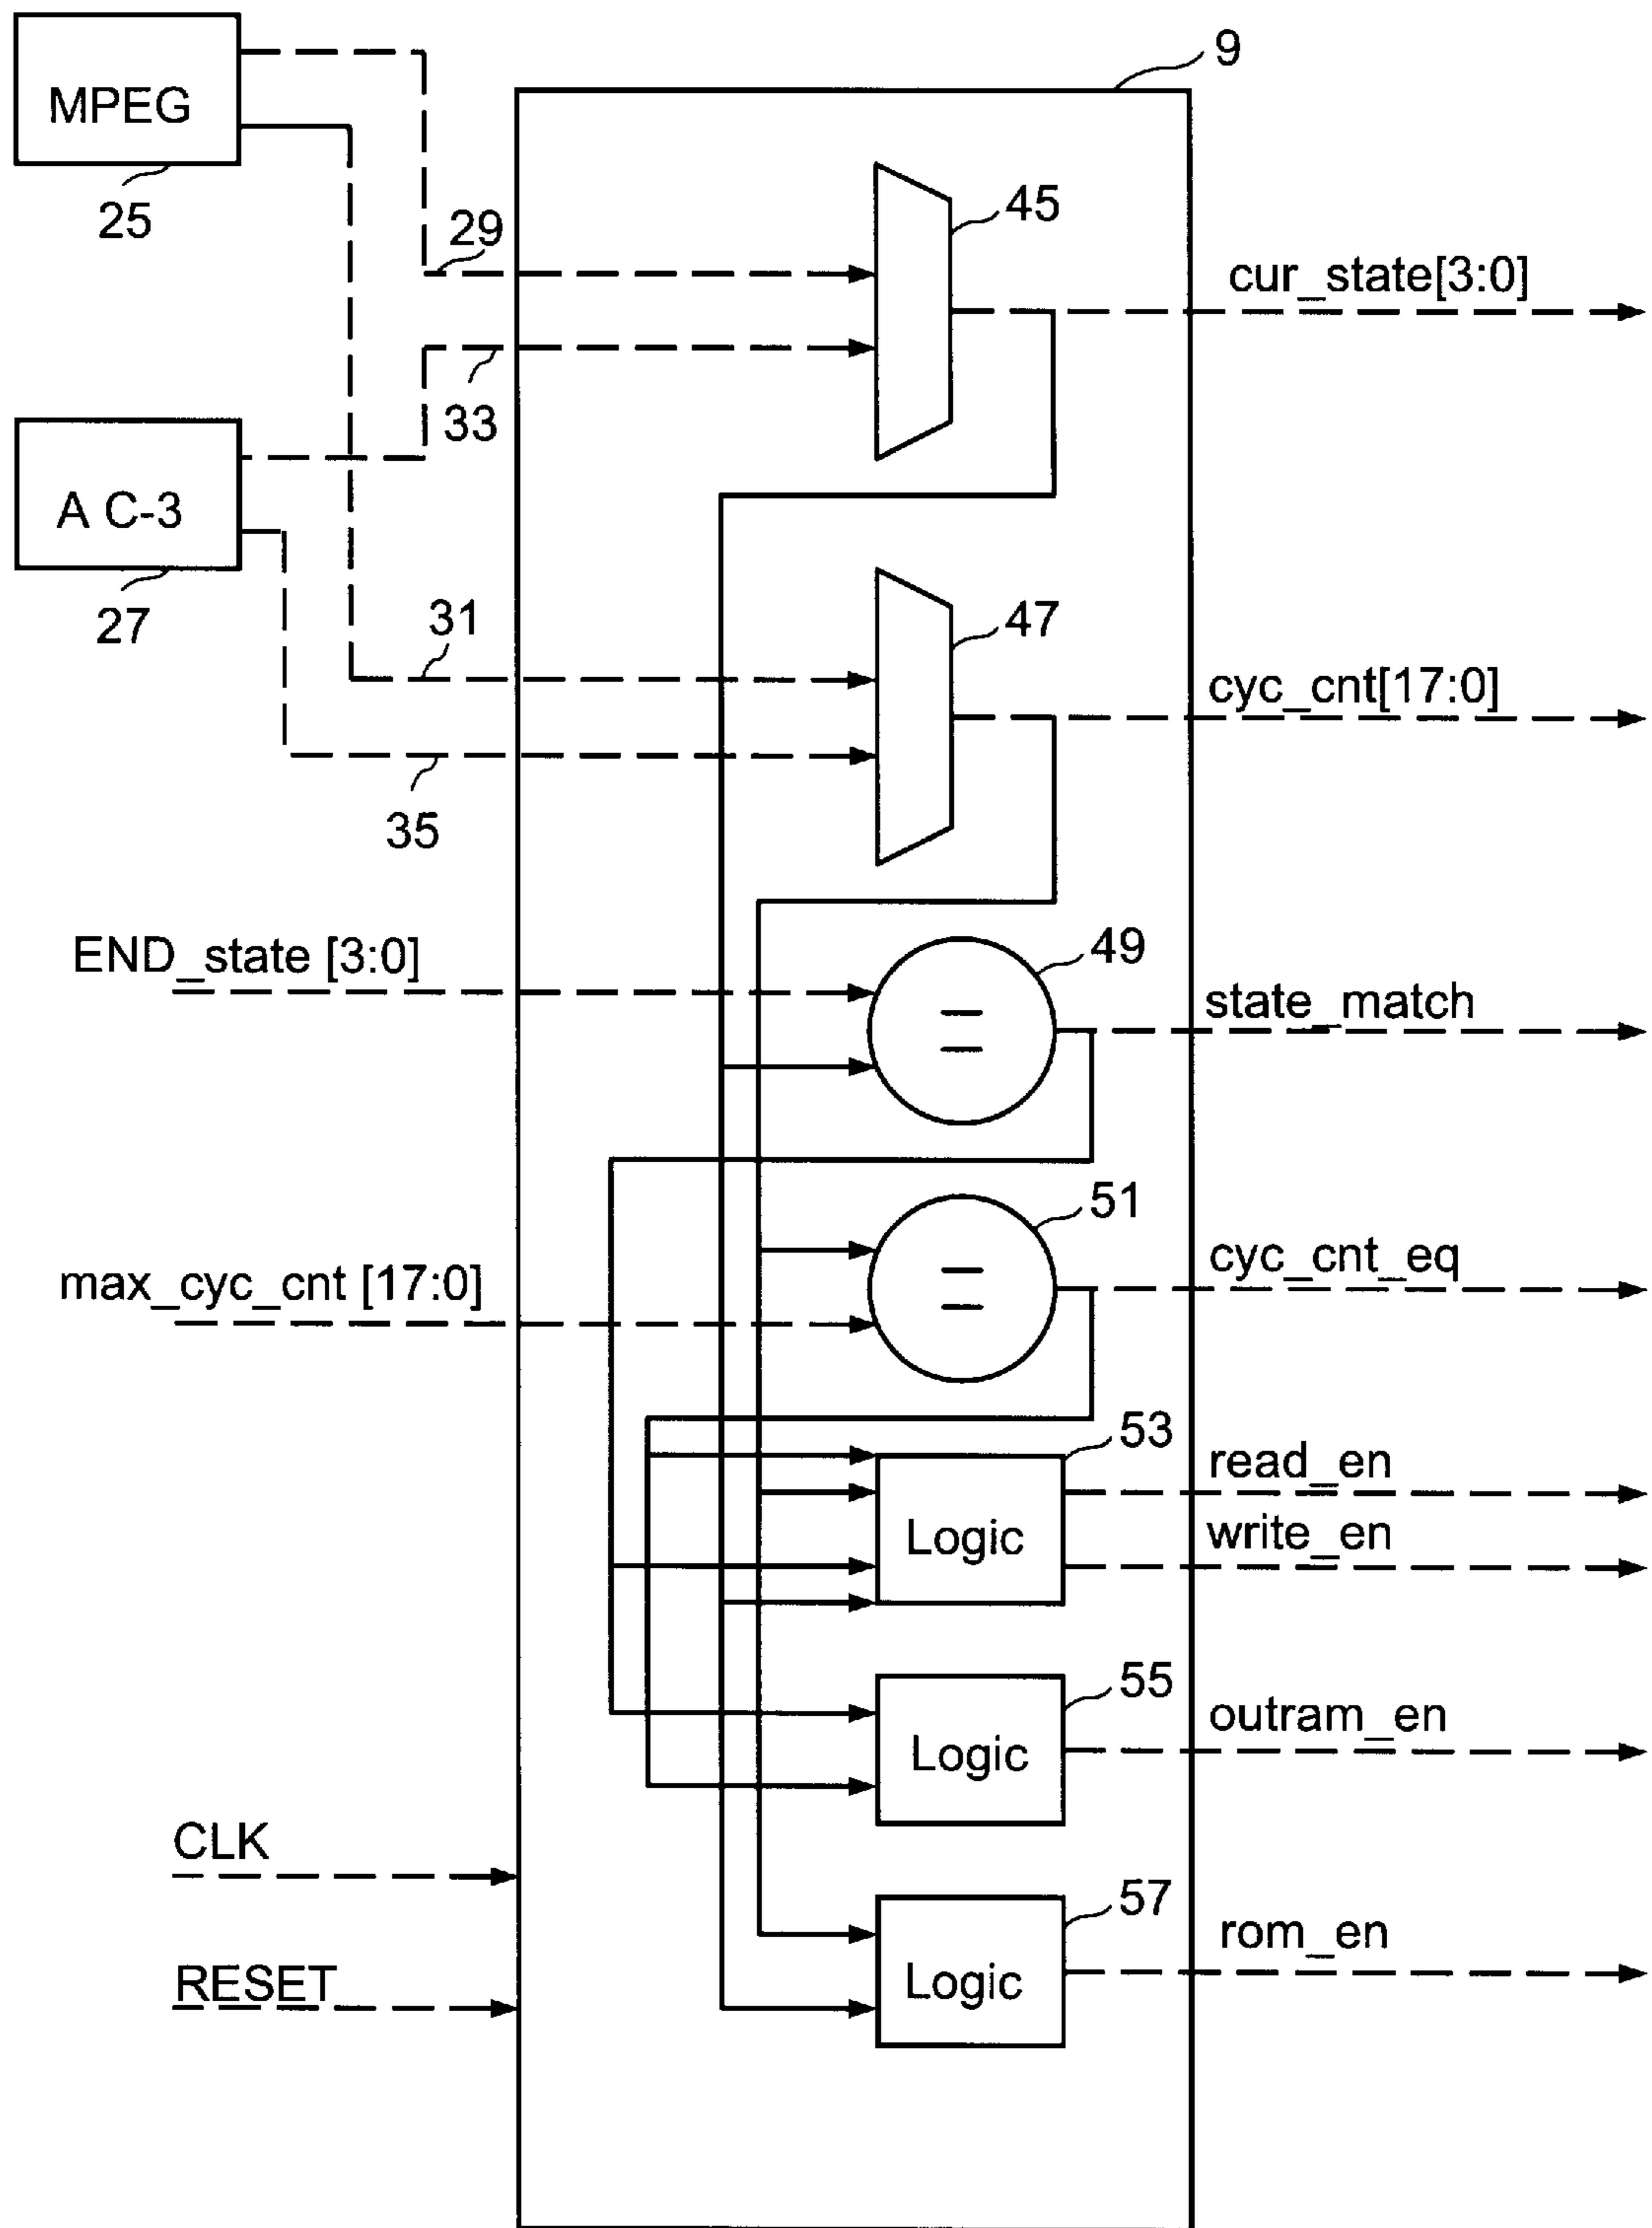 9
MPEG
25
29
45
cur_state[3:0]
33
A C-3
27
31
47
cyc_cnt[17:0]
35
END_state [3:0]
49
state_match
=
51
max_cyc_cnt [17:0]
cyc_cnt_eq
=
53
read_en
Logic
write_en
55
outram_en
Logic
CLK
57
rom_en
RESET
Logic